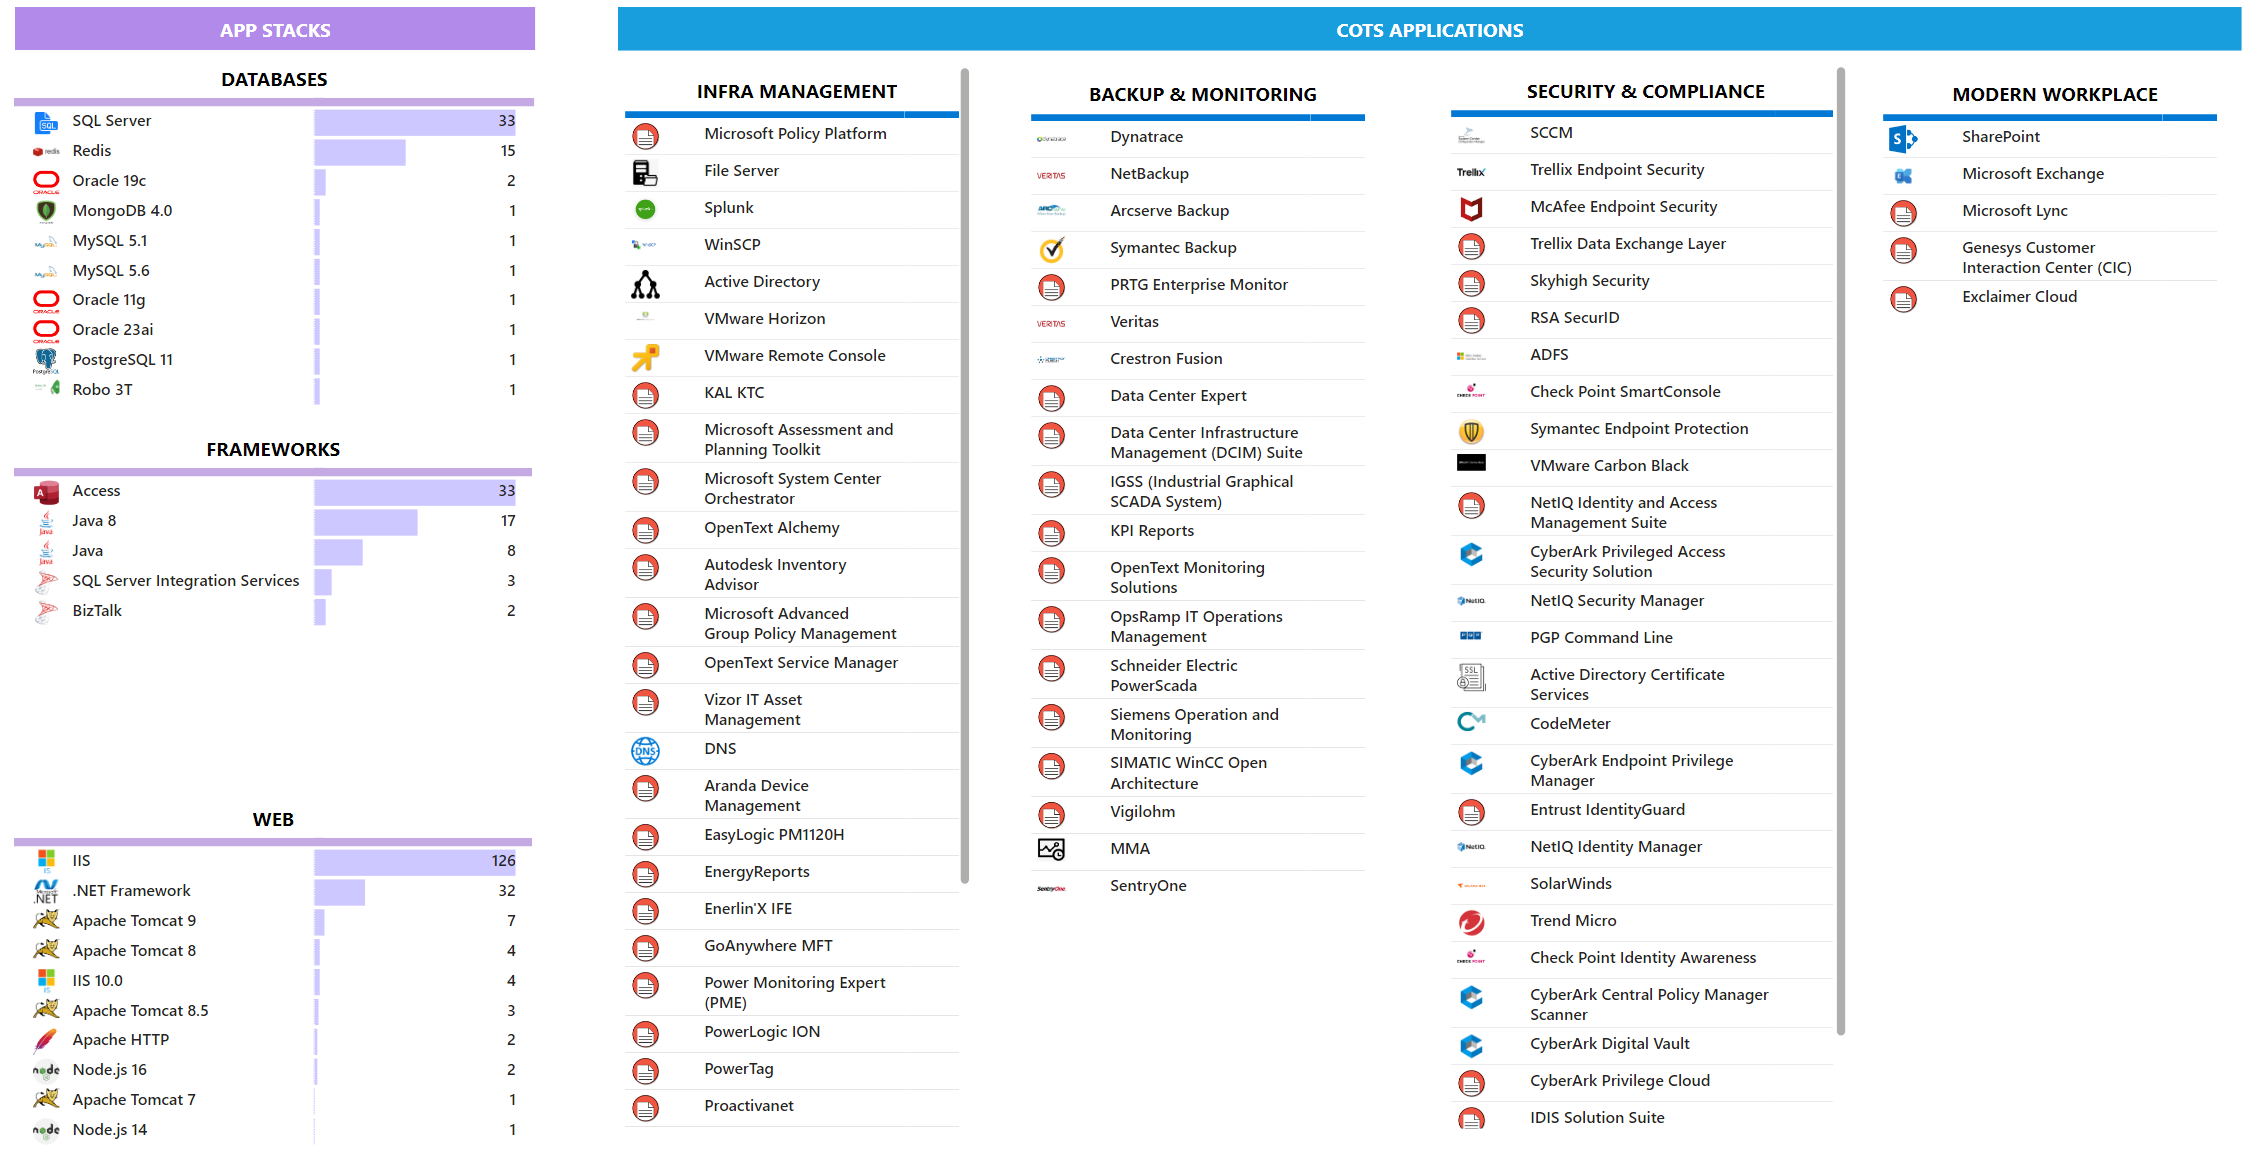 APP STACKS
DATABASES
SQL Server 33
Redis 15
Oracle 19c 2
MongoDB 4.0 1
MySQL 5.1 1
MySQL 5.6 1
Oracle 11g 1
Oracle 23ai 1
PostgreSQL 11 1
Robo 3T 1
FRAMEWORKS
Access 33
Java 8 17
Java 8
SQL Server Integration Services 3
BizTalk 2
WEB
IIS 126
.NET Framework 32
Apache Tomcat 9 7
Apache Tomcat 8 4
IIS 10.0 4
Apache Tomcat 8.5 3
Apache HTTP 2
Node.js 16 2
Apache Tomcat 7 1
Node.js 14 1
COTS APPLICATIONS
INFRA MANAGEMENT
Microsoft Policy Platform
File Server
Splunk
WinSCP
Active Directory
VMware Horizon
VMware Remote Console
KAL KTC
Microsoft Assessment and
Planning Toolkit
Microsoft System Center
Orchestrator
OpenText Alchemy
Autodesk Inventory
Advisor
Microsoft Advanced
Group Policy Management
OpenText Service Manager
Vizor IT Asset
Management
DNS
Aranda Device
Management
EasyLogic PM1120H
EnergyReports
Enerlin'X IFE
GoAnywhere MFT
Power Monitoring Expert
(PME)
PowerLogic ION
PowerTag
Proactivanet
BACKUP & MONITORING
Dynatrace
NetBackup
Arcserve Backup
Symantec Backup
PRTG Enterprise Monitor
Veritas
Crestron Fusion
Data Center Expert
Data Center Infrastructure
Management (DCIM) Suite
IGSS (Industrial Graphical
SCADA System)
KPI Reports
OpenText Monitoring
Solutions
OpsRamp IT Operations
Management
Schneider Electric
PowerScada
Siemens Operation and
Monitoring
SIMATIC WinCC Open
Architecture
Vigilohm
MMA
SentryOne
SECURITY & COMPLIANCE
SCCM
Trellix Endpoint Security
McAfee Endpoint Security
Trellix Data Exchange Layer
Skyhigh Security
RSA SecurID
ADFS
Check Point SmartConsole
Symantec Endpoint Protection
VMware Carbon Black
NetIQ Identity and Access
Management Suite
CyberArk Privileged Access
Security Solution
NetIQ Security Manager
PGP Command Line
Active Directory Certificate
Services
CodeMeter
CyberArk Endpoint Privilege
Manager
Entrust IdentityGuard
NetIQ Identity Manager
SolarWinds
Trend Micro
Check Point Identity Awareness
CyberArk Central Policy Manager
Scanner
CyberArk Digital Vault
CyberArk Privilege Cloud
IDIS Solution Suite
MODERN WORKPLACE
SharePoint
Microsoft Exchange
Microsoft Lync
Genesys Customer
Interaction Center (CIC)
Exclaimer Cloud